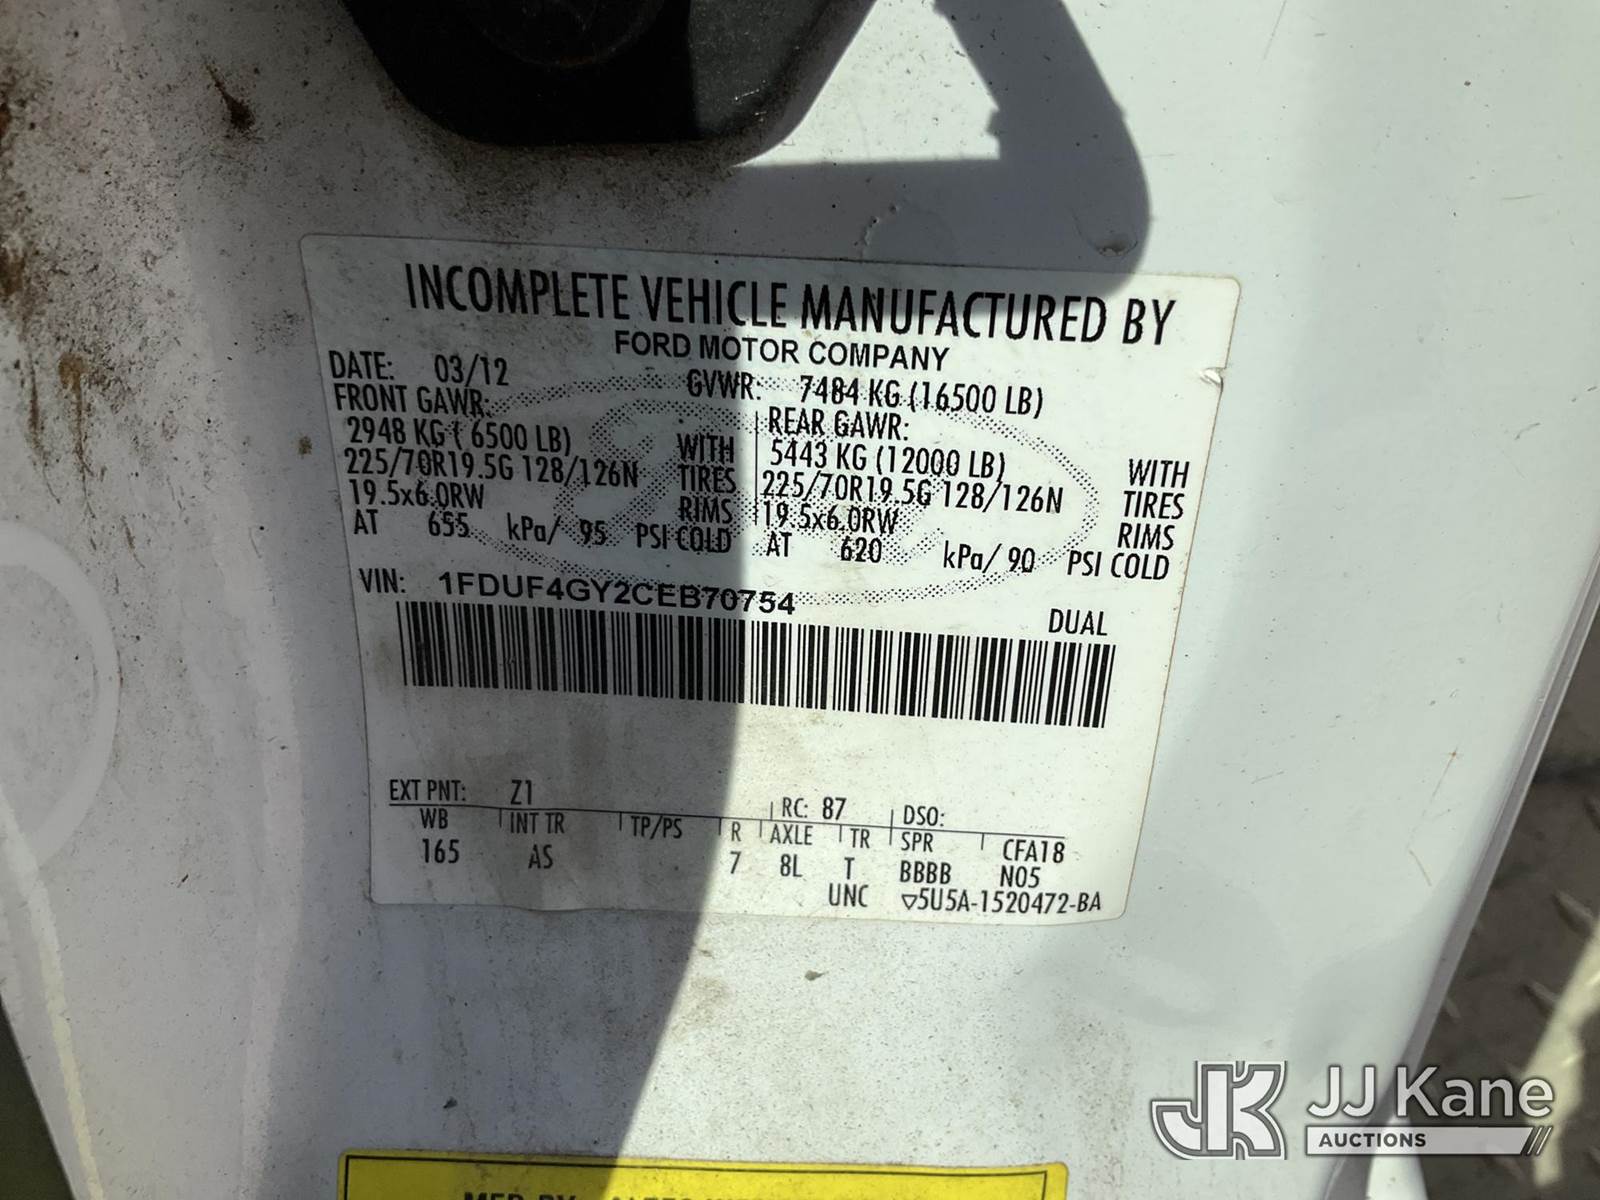 INCOMPLETE VEHICLE MANUFACTURED BY
FORD MOTOR COMPANY
DATE: 03/12 GVWR: 7484 KG (16500 LB)
FRONT GAWR: REAR GAWR:
2948 KG ( 6500 LB) WITH 5443 KG (12000 LB) WITH
225/70R19.5G 128/126N TIRES 225/70R19.5G 128/126N TIRES
19.5x6.0RW RIMS 19.5x6.0RW RIMS
AT 655 kPa/ 95 PSI COLD AT 620 kPa/ 90 PSI COLD
VIN: 1FDUF4GY2CEB70754
DUAL
EXT PNT: Z1 RC: 87 DSO:
WB INT TR TP/PS R AXLE TR SPR CFA18
165 AS 7 8L T BBBB N05
UNC ▽5U5A-1520472-BA
JJ Kane
AUCTIONS